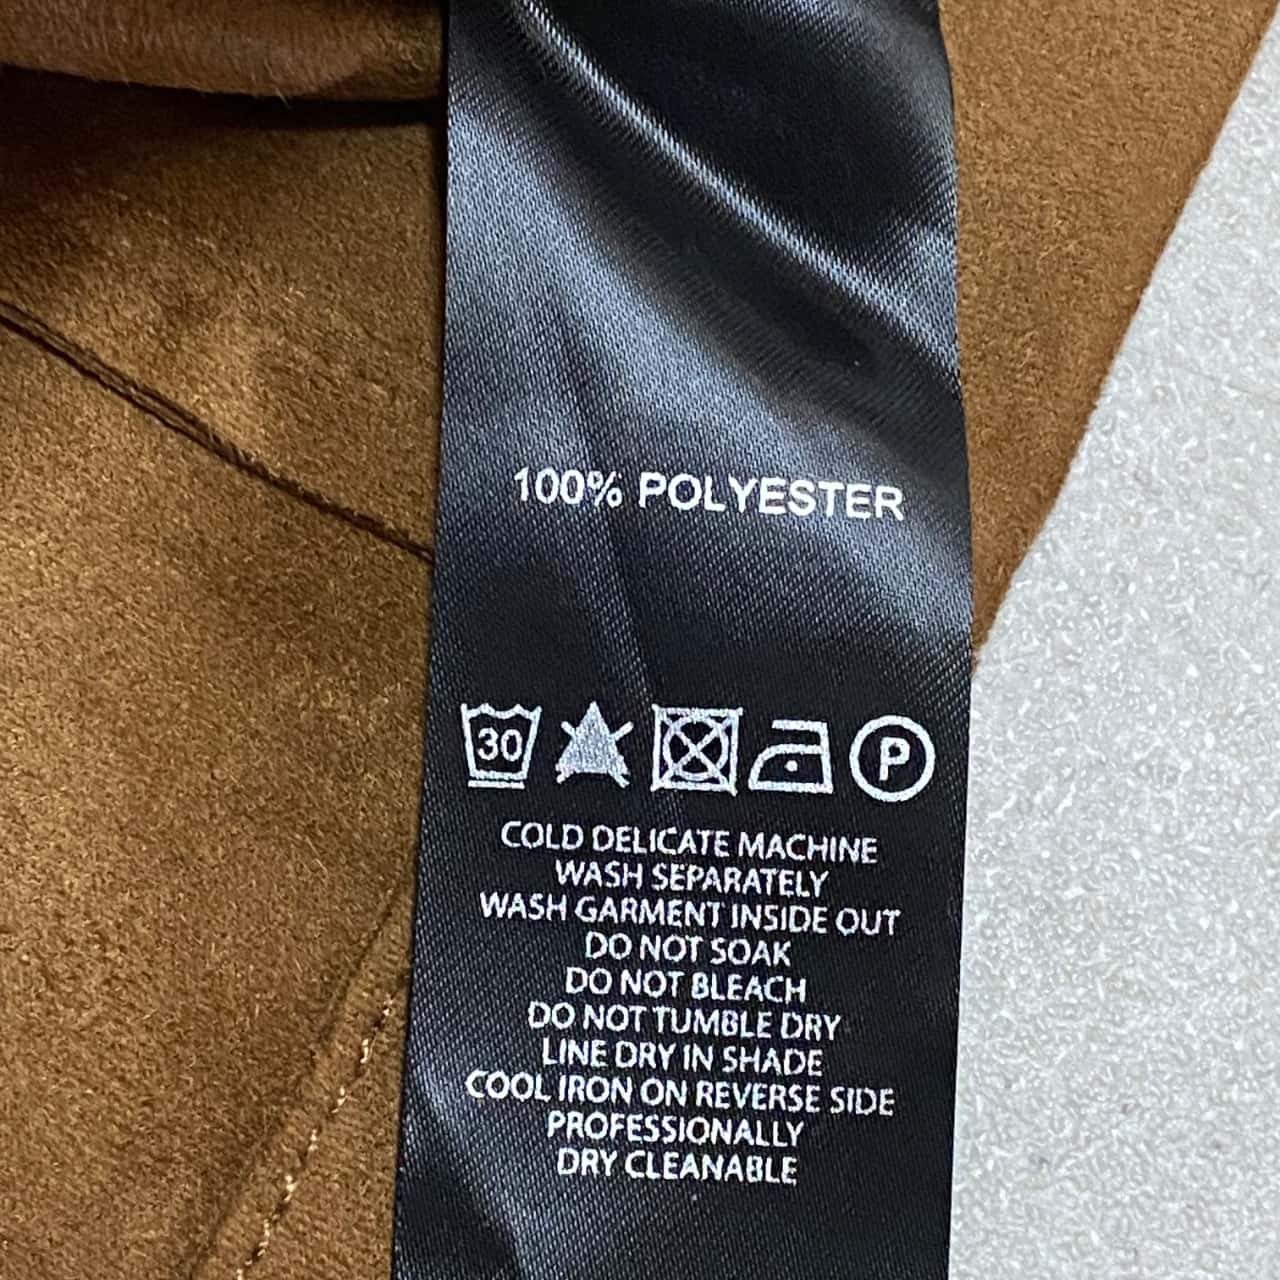 100% POLYESTER
30 P
COLD DELICATE MACHINE
WASH SEPARATELY
WASH GARMENT INSIDE OUT
DO NOT SOAK
DO NOT BLEACH
DO NOT TUMBLE DRY
LINE DRY IN SHADE
COOL IRON ON REVERSE SIDE
PROFESSIONALLY
DRY CLEANABLE